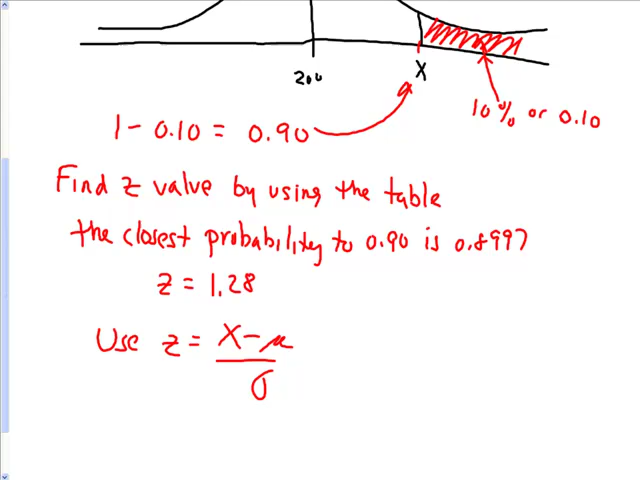 200
X
10% or 0.10
1 - 0.10 = 0.90
Find z value by using the table
the closest probability to 0.90 is 0.8997
z = 1.28
Use z = X - μ
σ